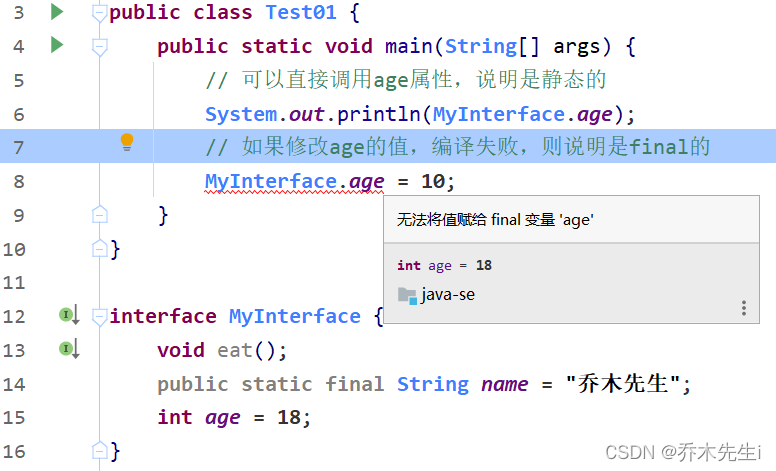 3 public class Test01 {
4 public static void main(String[] args) {
5 // 可以直接调用age属性，说明是静态的
6 System.out.println(MyInterface.age);
7 // 如果修改age的值，编译失败，则说明是final的
8 MyInterface.age = 10;
9 }
无法将值赋给 final 变量 'age'
10 }
int age = 18
11
java-se
12 interface MyInterface {
13 void eat();
14 public static final String name = "乔木先生";
15 int age = 18;
16 }
CSDN @乔木先生i